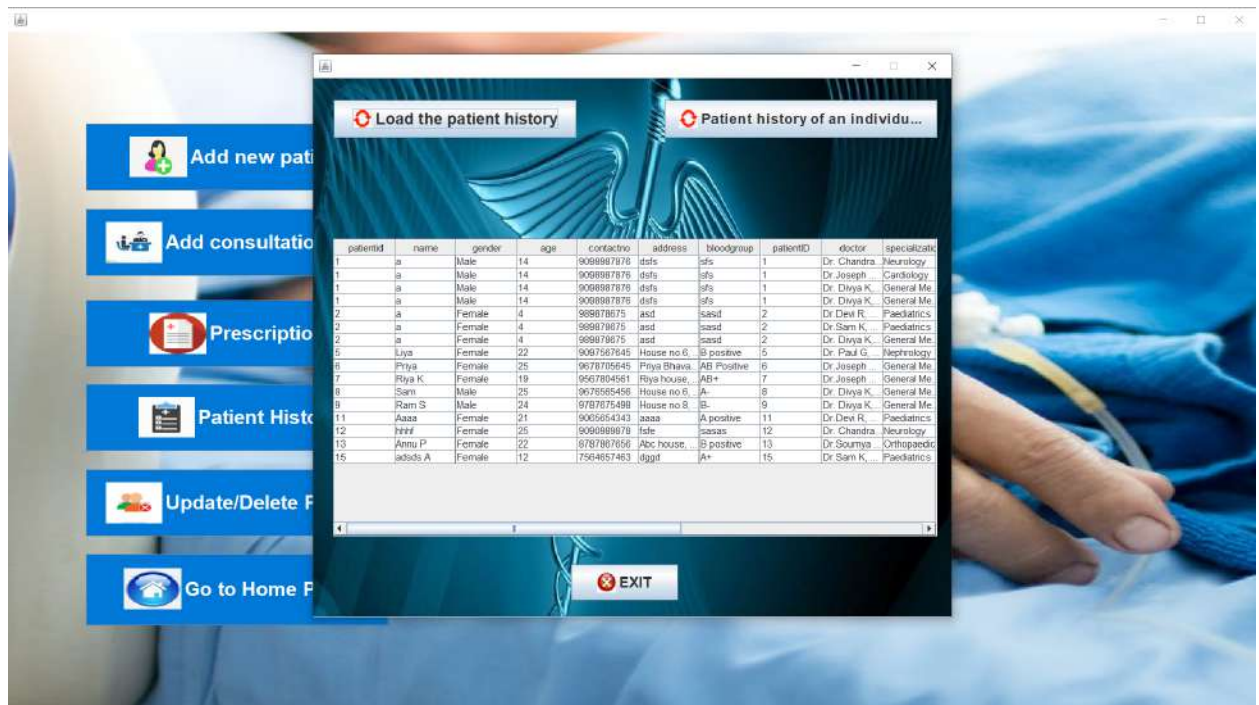 Load the patient history
Patient history of an individu...
Add new pati
Add consultatio
Prescriptio
Patient Histo
Update/Delete P
Go to Home P
patientid name gender age contactno address bloodgroup patientID doctor specializatic
1 a Male 14 9098987876 dsfs sfs 1 Dr. Chandra... Neurology
1 a Male 14 9098987876 dsfs sfs 1 Dr.Joseph ... Cardiology
1 a Male 14 9098987876 dsfs sfs 1 Dr. Divya K,... General Me...
1 a Male 14 9098987876 dsfs sfs 1 Dr. Divya K,... General Me...
2 a Female 4 989878675 asd sasd 2 Dr.Devi R, ... Paediatrics
2 a Female 4 989878675 asd sasd 2 Dr.Sam K, ... Paediatrics
2 a Female 4 989878675 asd sasd 2 Dr. Divya K,... General Me...
5 Liya Female 22 9097567645 House no.6, ... B positive 5 Dr. Paul G, ... Nephrology
6 Priya Female 25 9678705645 Priya Bhava... AB Positive 6 Dr.Joseph ... General Me...
7 Riya K Female 19 9567804561 Riya house, ... AB+ 7 Dr.Joseph ... General Me...
8 Sam Male 25 9676565456 House no.6, ... A- 8 Dr. Divya K,... General Me...
9 Ram S Male 24 9787675498 House no.8, ... B- 9 Dr. Divya K,... General Me...
11 Aaaa Female 21 9065654343 aaaa A positive 11 Dr.Devi R, ... Paediatrics
12 hhhf Female 25 9090989878 fsfe sasas 12 Dr. Chandra... Neurology
13 Annu P Female 22 8787867656 Abc house, ... B positive 13 Dr.Soumya ... Orthopaedic
15 adsds A Female 12 7564657463 dggd A+ 15 Dr.Sam K, ... Paediatrics
EXIT